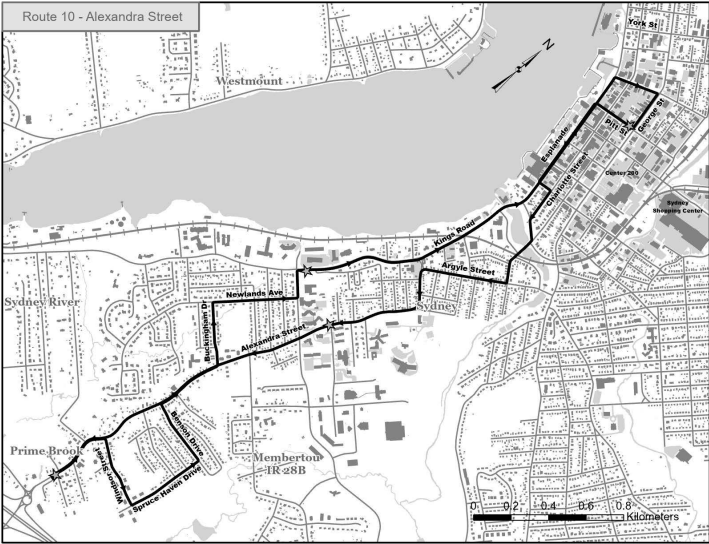 Route 10 - Alexandra Street
York St
Westmount
N
George St
Pitt St
Esplanade
Charlotte Street
Center 200
Sydney
Shopping Center
Kings Road
Argyle Street
Newlands Ave
Sydney River
Sydney
Buckingham Dr
Alexandra Street
Benson Drive
Prime Brook
Membertou
IR 28B
Windsor Street
Spruce Haven Drive
0 0.2 0.4 0.6 0.8
Kilometers